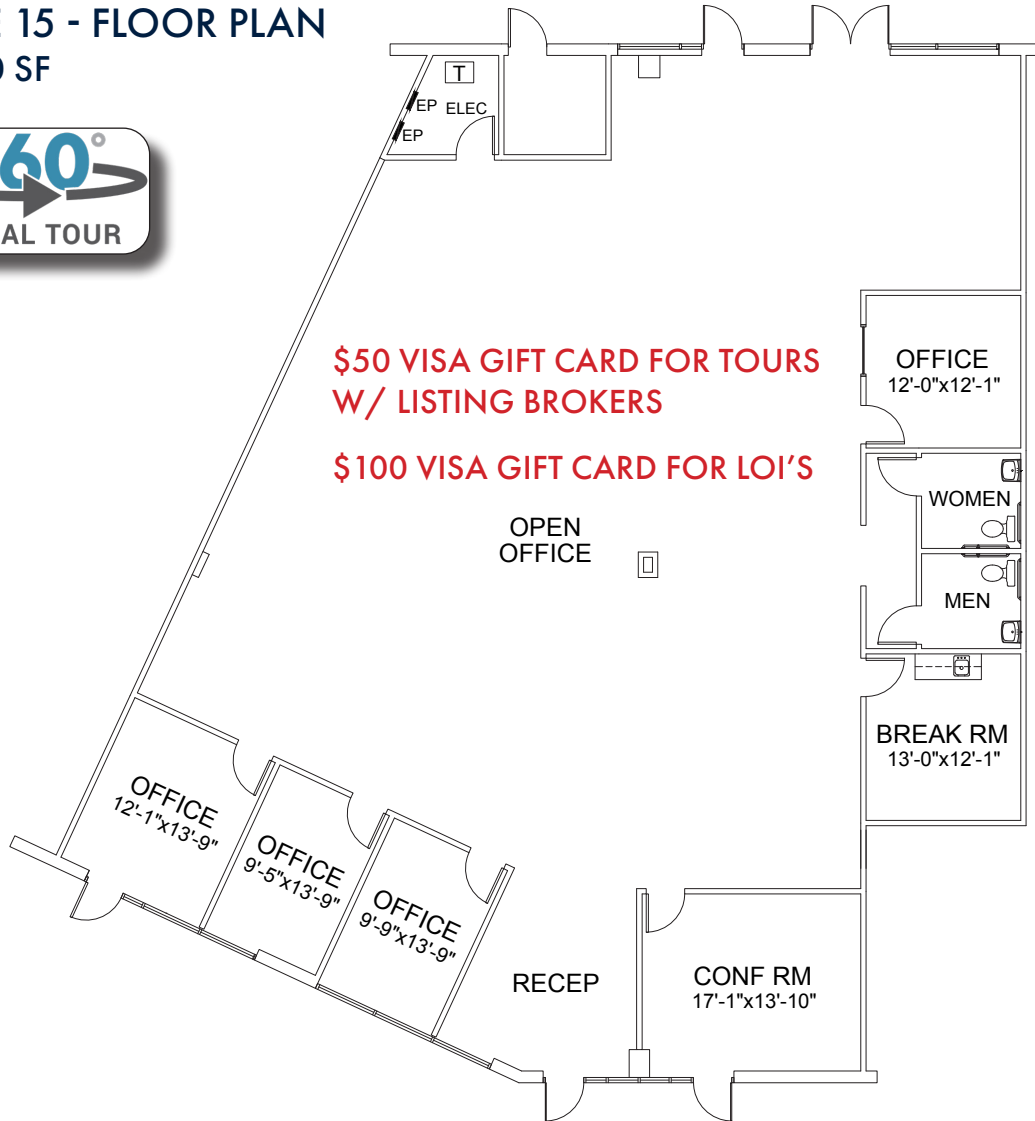 15 - FLOOR PLAN
SF
60°
AL TOUR
T
EP ELEC
EP
$50 VISA GIFT CARD FOR TOURS
W/ LISTING BROKERS
$100 VISA GIFT CARD FOR LOI'S
OFFICE
12'-0"x12'-1"
WOMEN
OPEN
OFFICE
MEN
BREAK RM
13'-0"x12'-1"
OFFICE
12'-1"x13'-9"
OFFICE
9'-5"x13'-9"
OFFICE
9'-9"x13'-9"
RECEP
CONF RM
17'-1"x13'-10"